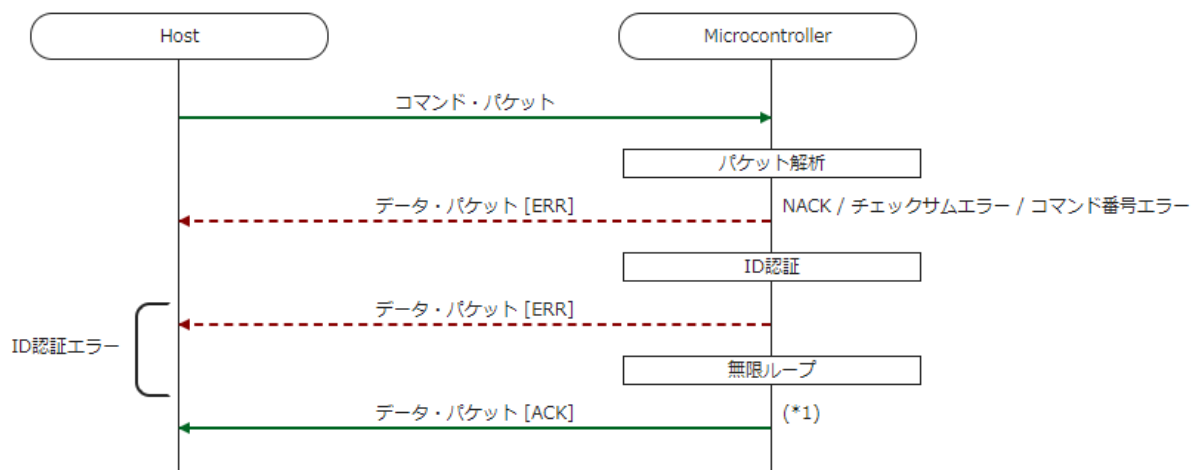 Host
Microcontroller
コマンド・パケット
パケット解析
データ・パケット [ERR]
NACK / チェックサムエラー / コマンド番号エラー
ID認証
データ・パケット [ERR]
ID認証エラー
無限ループ
データ・パケット [ACK]
(*1)